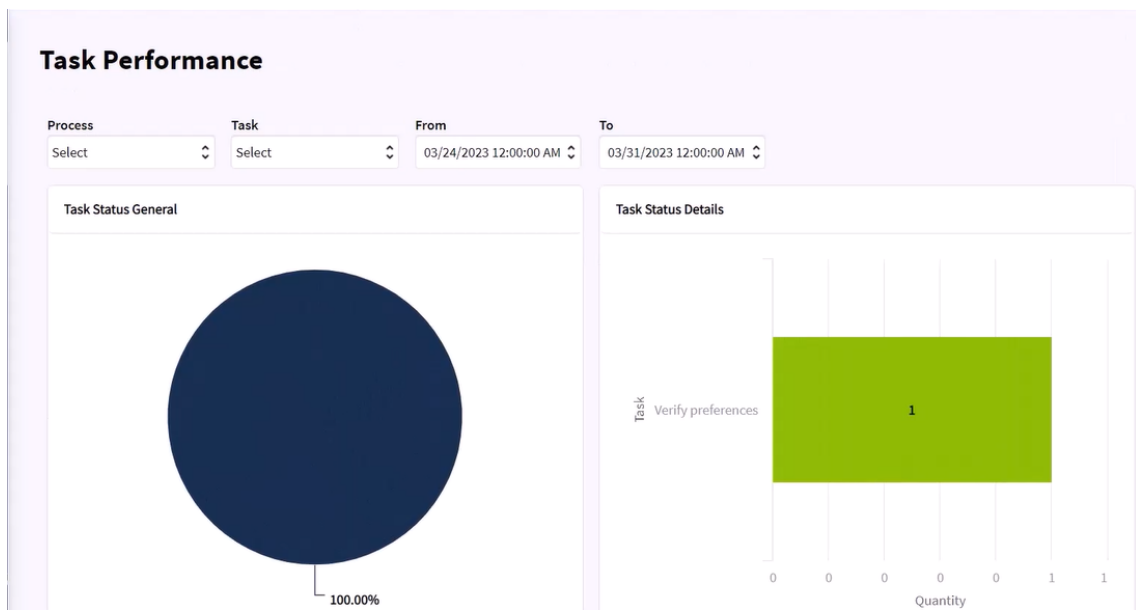 Task Performance
Process
Select
Task
Select
From
03/24/2023 12:00:00 AM
To
03/31/2023 12:00:00 AM
Task Status General
100.00%
Task Status Details
Task
Verify preferences
1
0 0 0 0 0 1 1
Quantity